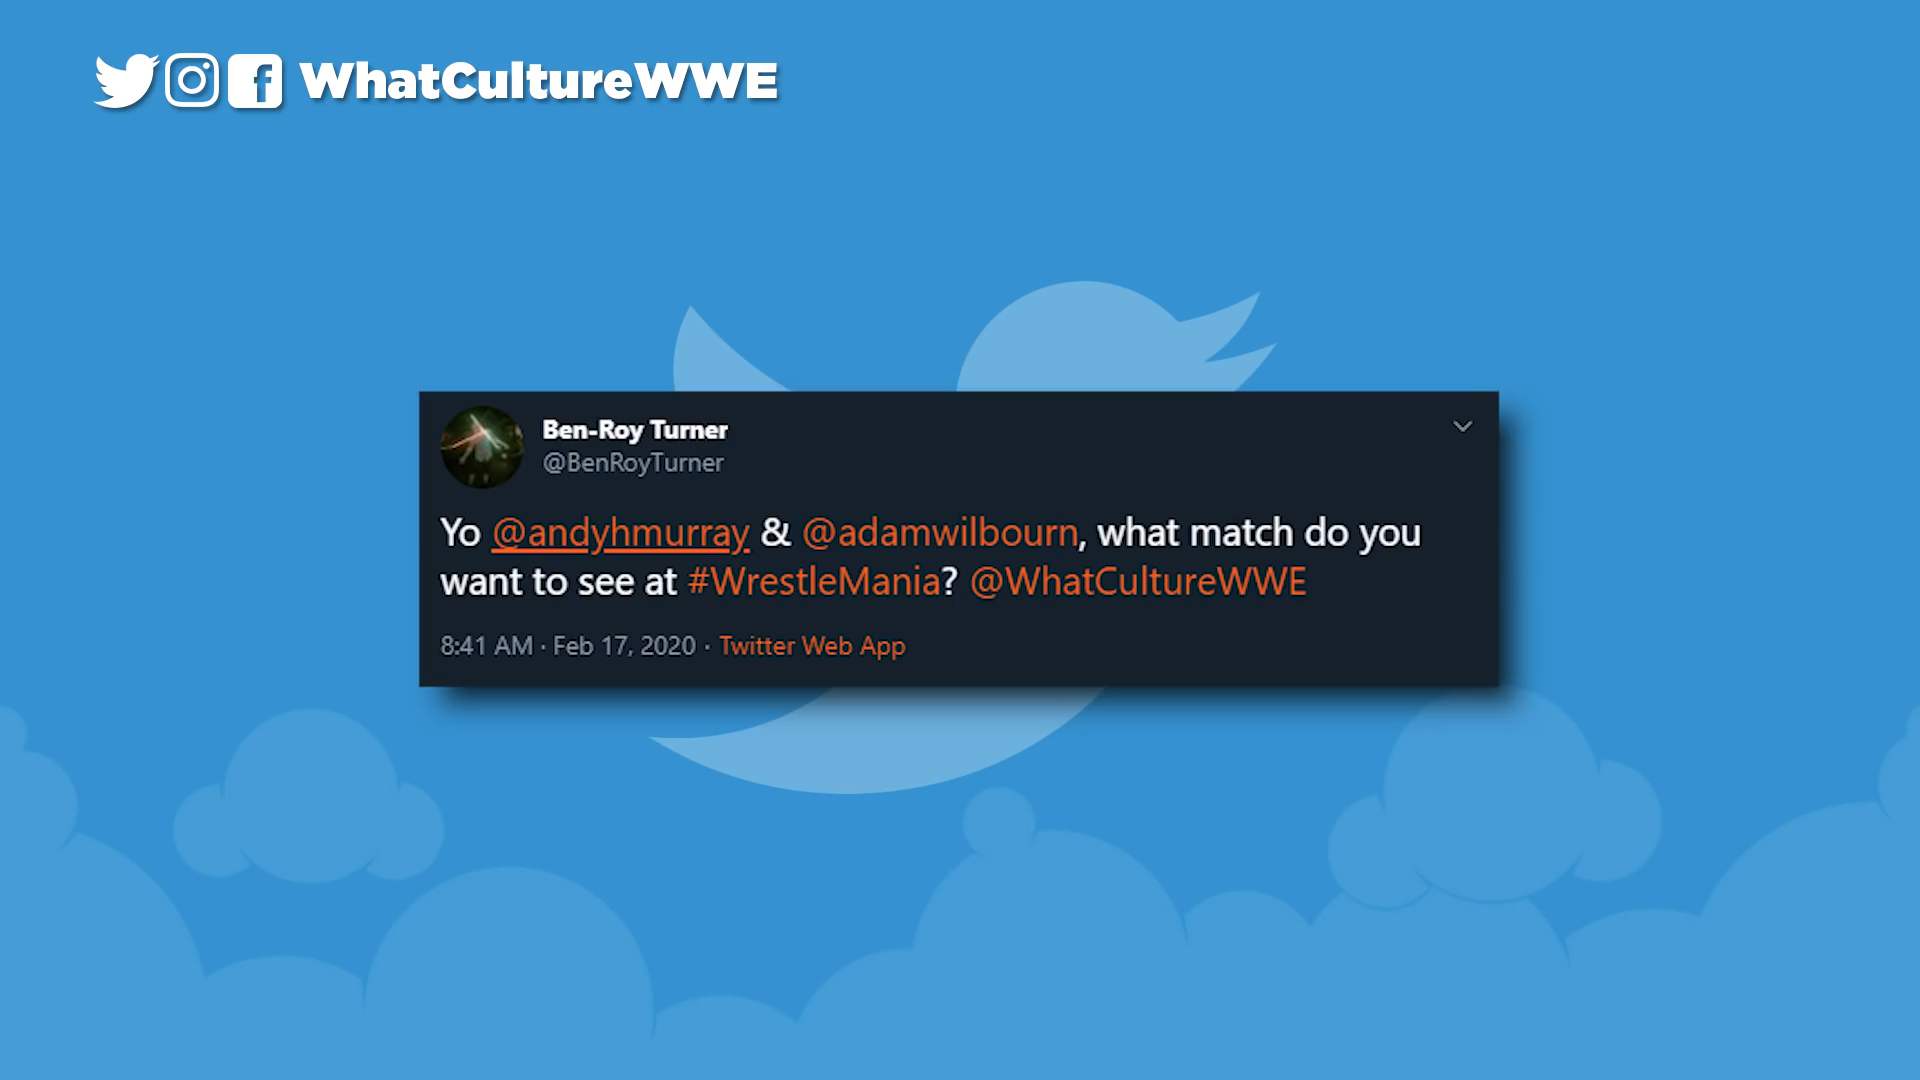 WhatCultureWWE
Ben-Roy Turner
@BenRoyTurner
Yo @andyhmurray & @adamwilbourn, what match do you
want to see at #WrestleMania? @WhatCultureWWE
8:41 AM · Feb 17, 2020 · Twitter Web App